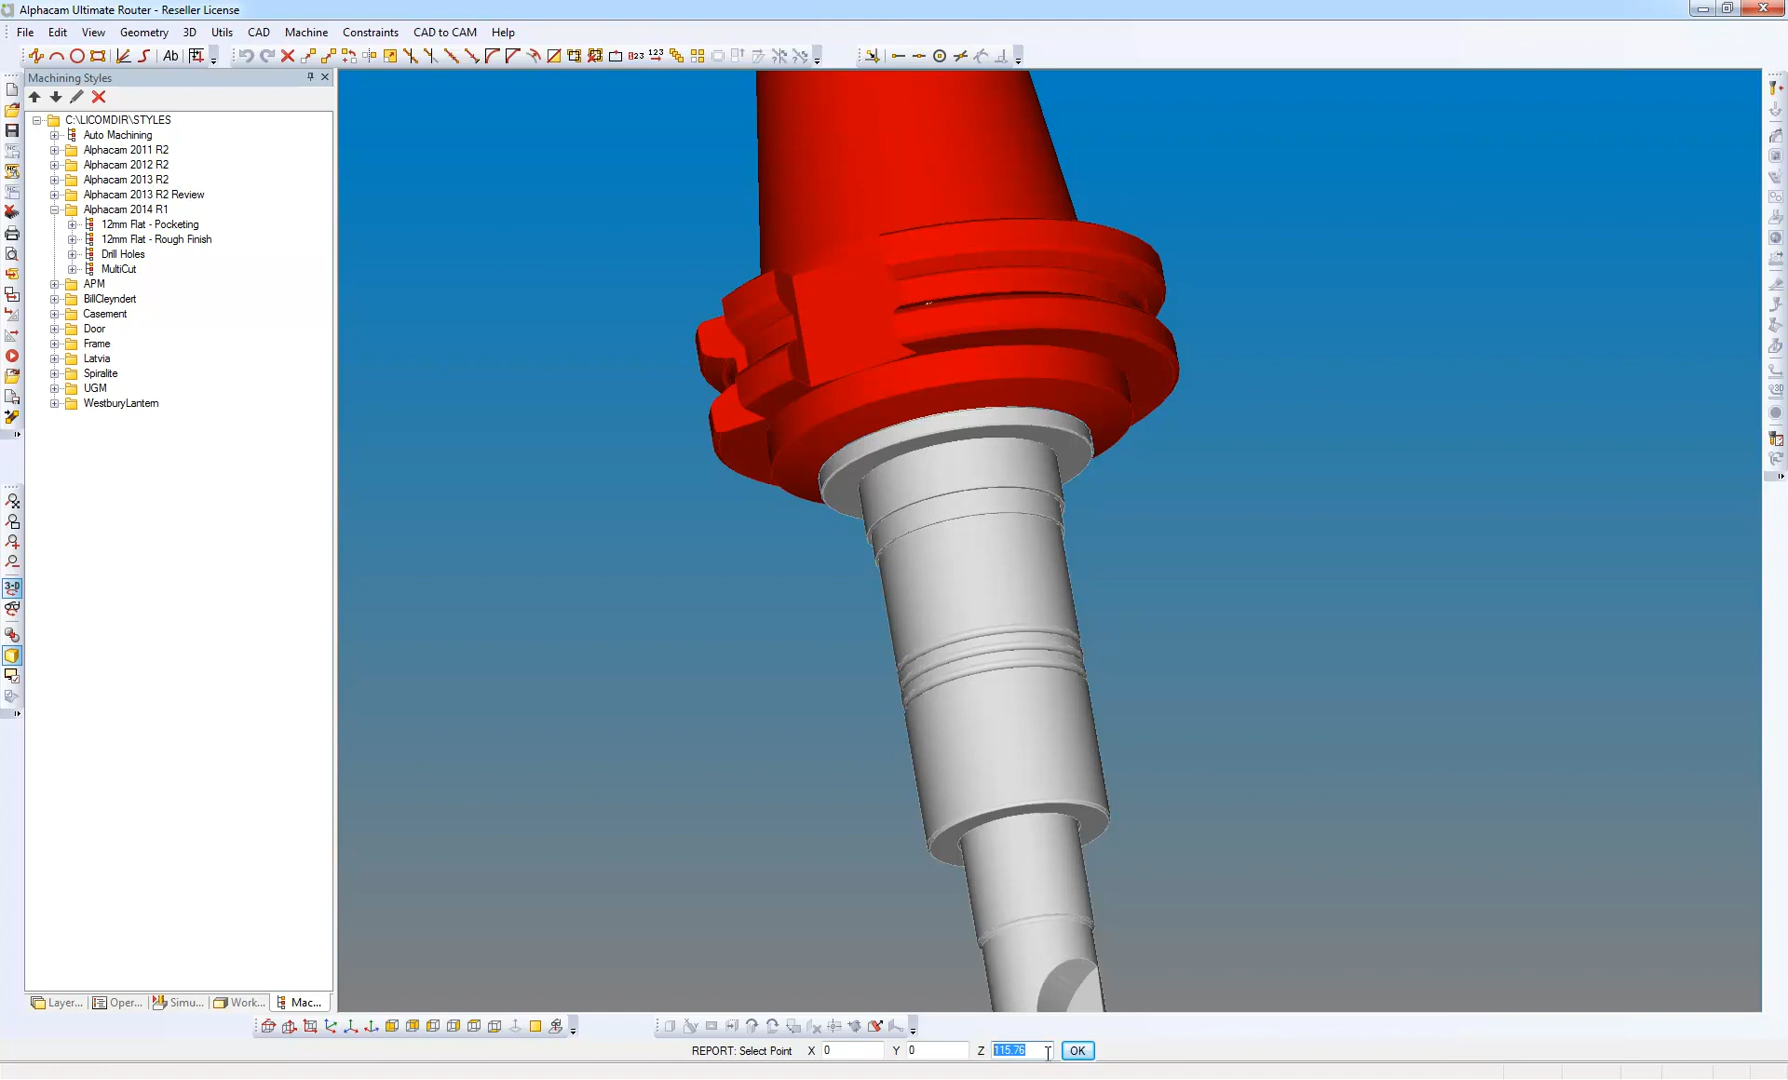 Alphacam Ultimate Router - Reseller License
File Edit View Geometry 3D Utils CAD Machine Constraints CAD to CAM Help
Ab
123
Machining Styles
C:\LICOMDIR\STYLES
Auto Machining
Alphacam 2011 R2
Alphacam 2012 R2
Alphacam 2013 R2
Alphacam 2013 R2 Review
Alphacam 2014 R1
12mm Flat - Pocketing
12mm Flat - Rough Finish
Drill Holes
MultiCut
APM
BillCleyndert
Casement
Door
Frame
Latvia
Spiralite
UGM
WestburyLantern
3-D
Layer... Oper... Simu... Work... Mac...
REPORT: Select Point X 0 Y 0 Z 115.76 OK